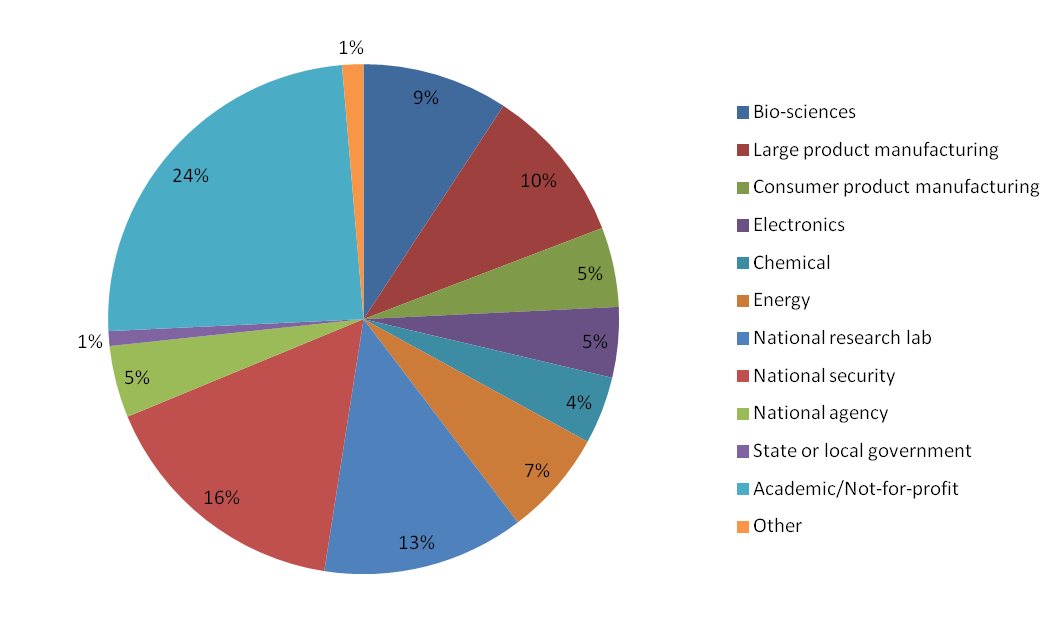 1%
9%
10%
5%
5%
4%
7%
13%
16%
5%
1%
24%
Bio-sciences
Large product manufacturing
Consumer product manufacturing
Electronics
Chemical
Energy
National research lab
National security
National agency
State or local government
Academic/Not-for-profit
Other